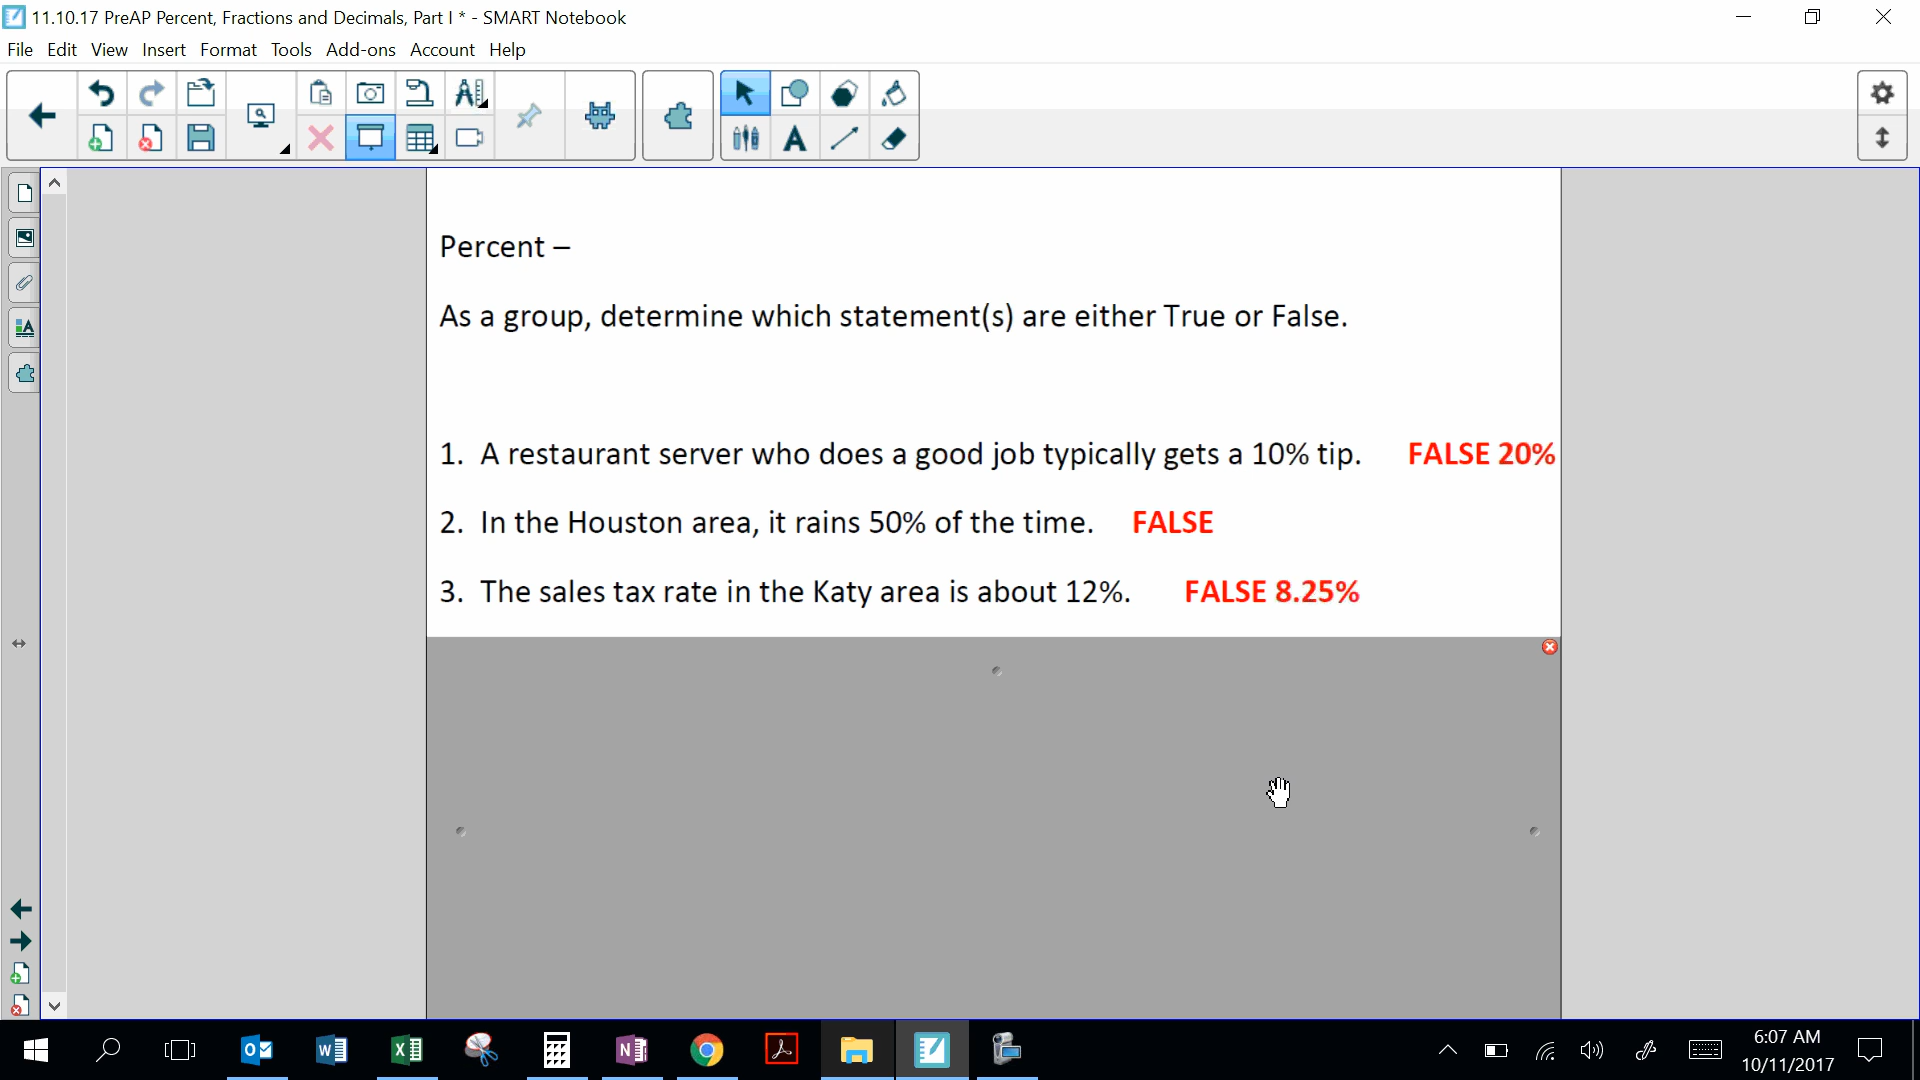 11.10.17 PreAP Percent, Fractions and Decimals, Part I * - SMART Notebook
File Edit View Insert Format Tools Add-ons Account Help
Percent –
As a group, determine which statement(s) are either True or False.
1. A restaurant server who does a good job typically gets a 10% tip. FALSE 20%
2. In the Houston area, it rains 50% of the time. FALSE
3. The sales tax rate in the Katy area is about 12%. FALSE 8.25%
6:07 AM
10/11/2017